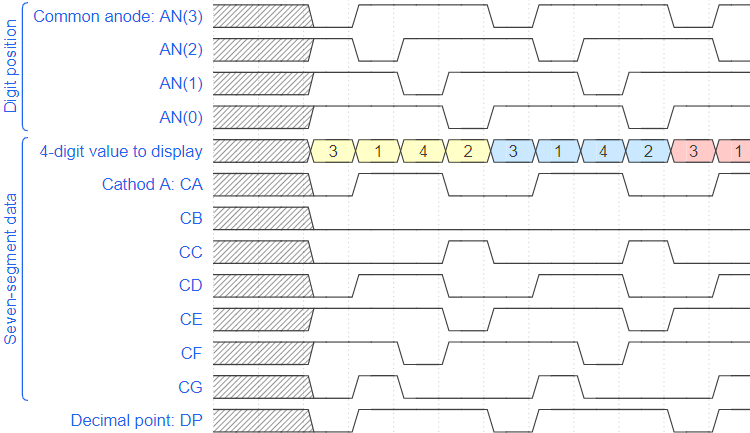 Digit position
Common anode: AN(3)
AN(2)
AN(1)
AN(0)
Seven-segment data
4-digit value to display
3 1 4 2 3 1 4 2 3 1
Cathod A: CA
CB
CC
CD
CE
CF
CG
Decimal point: DP